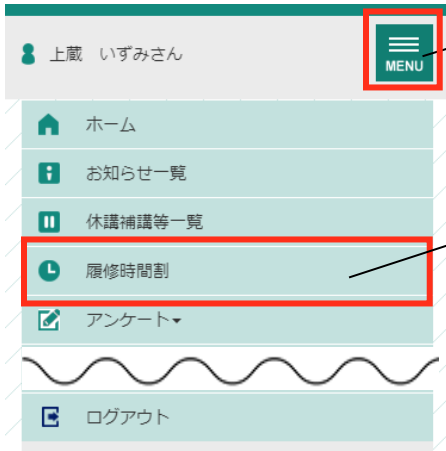 上蔵　いずみさん
MENU
ホーム
お知らせ一覧
休講補講等一覧
履修時間割
アンケート▾
ログアウト